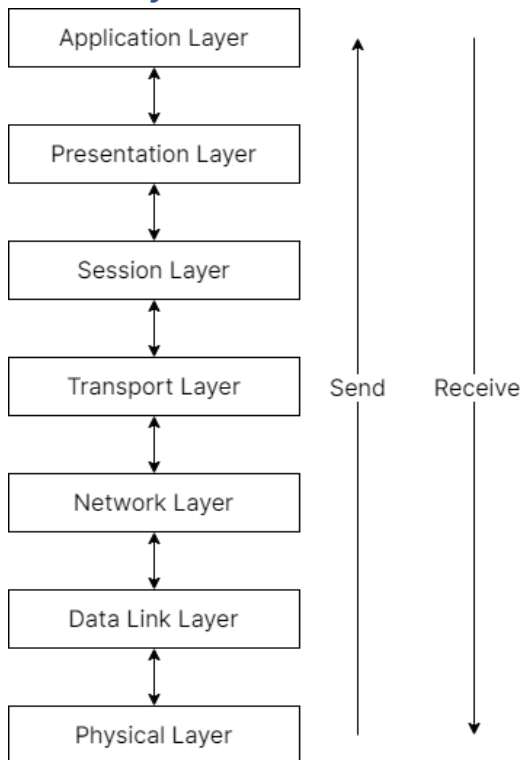 Application Layer
Presentation Layer
Session Layer
Transport Layer
Send
Receive
Network Layer
Data Link Layer
Physical Layer